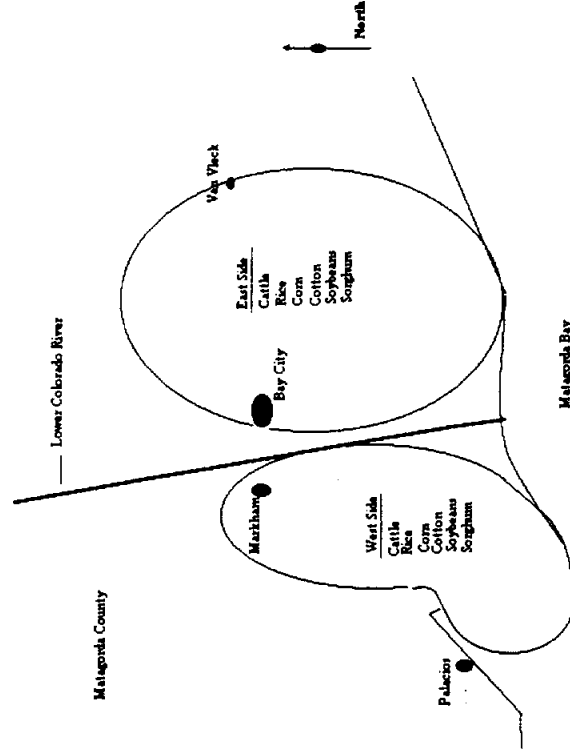 Matagorda County
Lower Colorado River
North
Van Vleck
Markham
Bay City
East Side
Cattle
Rice
Corn
Cotton
Soybeans
Sorghum
West Side
Cattle
Rice
Corn
Cotton
Soybeans
Sorghum
Palacios
Matagorda Bay